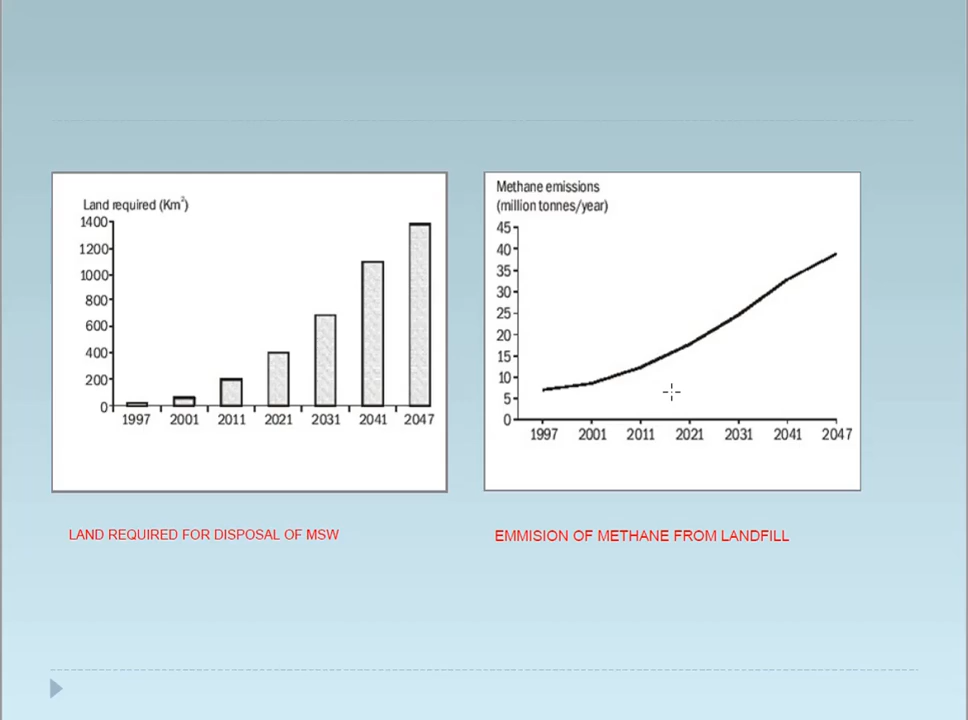 Land required (Km²)
1400
1200
1000
800
600
400
200
0
1997 2001 2011 2021 2031 2041 2047
Methane emissions
(million tonnes/year)
45
40
35
30
25
20
15
10
5
0
1997 2001 2011 2021 2031 2041 2047
LAND REQUIRED FOR DISPOSAL OF MSW
EMMISION OF METHANE FROM LANDFILL